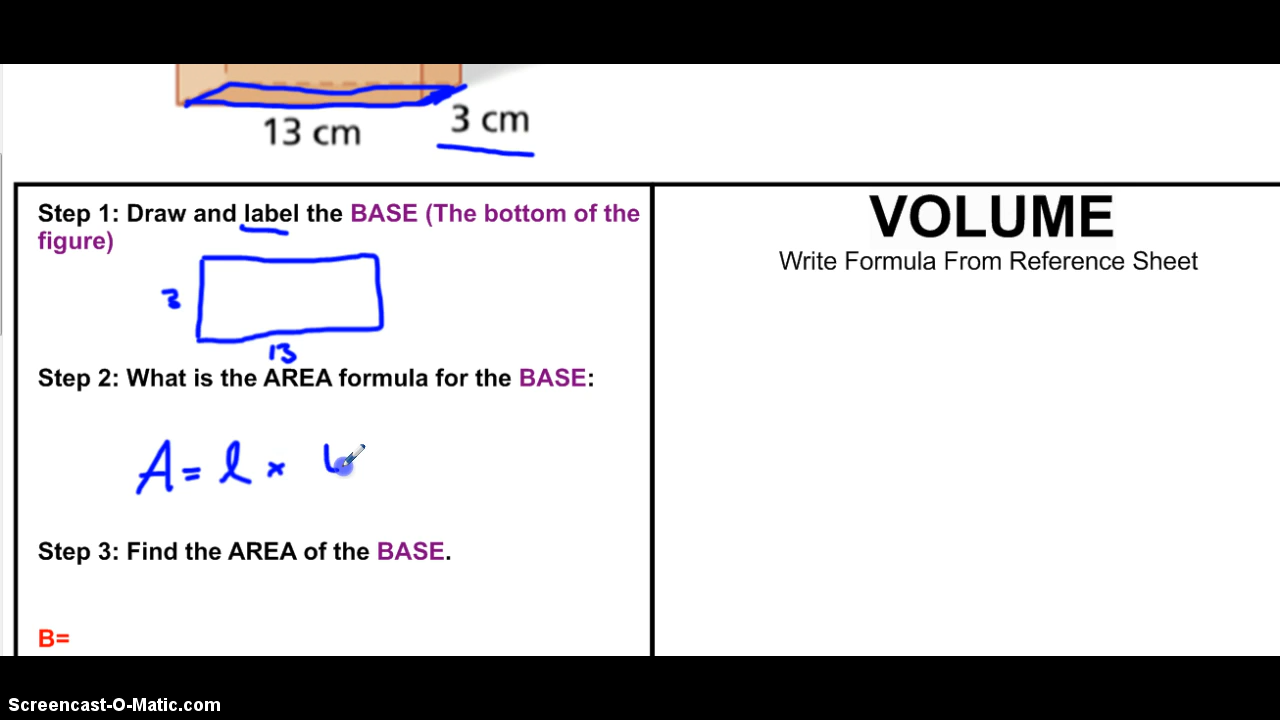 13 cm
3 cm
Step 1: Draw and label the BASE (The bottom of the
figure)
3
13
Step 2: What is the AREA formula for the BASE:
A = l ×
Step 3: Find the AREA of the BASE.
B=
VOLUME
Write Formula From Reference Sheet
Screencast-O-Matic.com